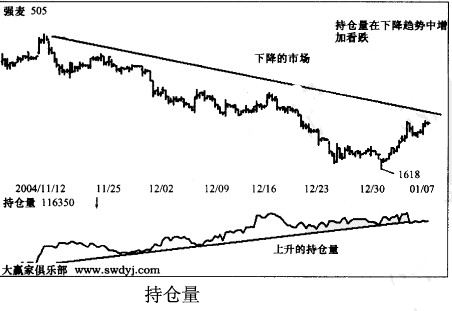 强麦 505
持仓量在下降趋势中增
加看跌
下降的市场
1618
2004/11/12 11/25 12/02 12/09 12/16 12/23 12/30 01/07
持仓量 116350
上升的持仓量
大赢家俱乐部 www.swdyj.com
持仓量